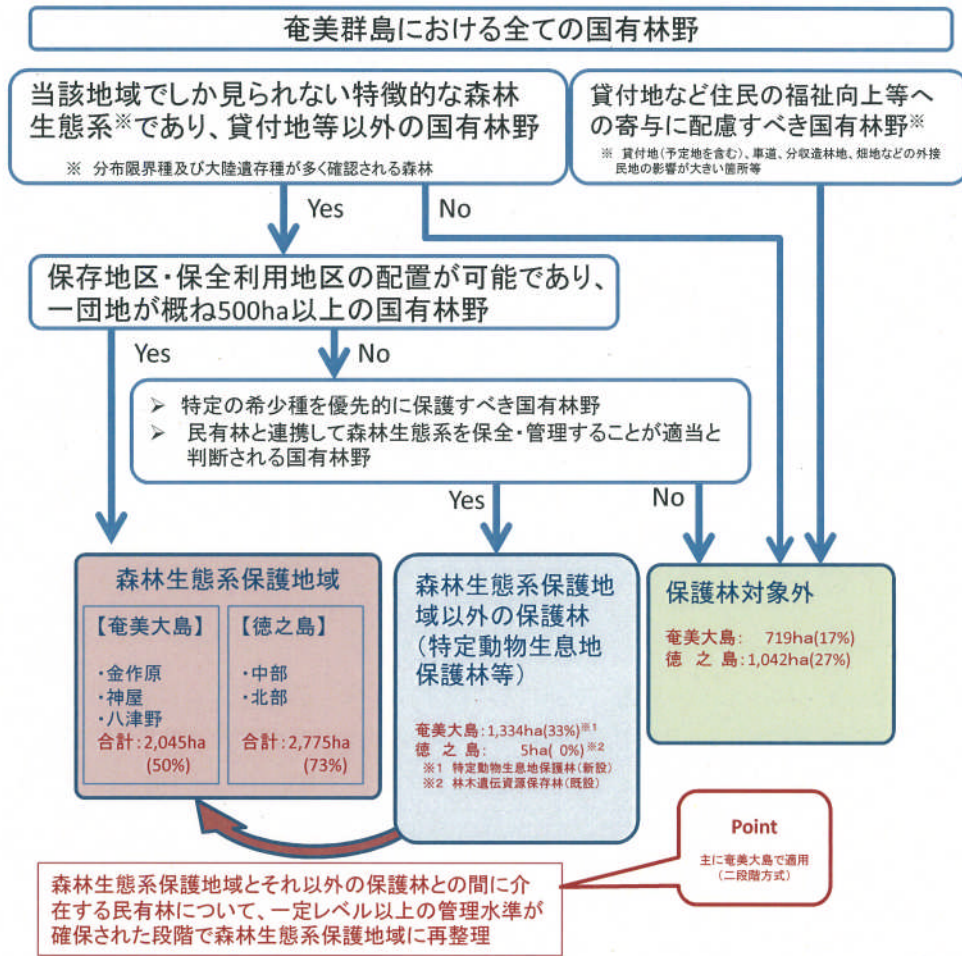 奄美群島における全ての国有林野
当該地域でしか見られない特徴的な森林
生態系※であり、貸付地等以外の国有林野
※ 分布限界種及び大陸遺存種が多く確認される森林
貸付地など住民の福祉向上等へ
の寄与に配慮すべき国有林野※
※ 貸付地(予定地を含む)、車道、分収造林地、畑地などの外接
民地の影響が大きい箇所等
Yes
No
保存地区・保全利用地区の配置が可能であり、
一団地が概ね500ha以上の国有林野
Yes
No
➢ 特定の希少種を優先的に保護すべき国有林野
➢ 民有林と連携して森林生態系を保全・管理することが適当と
判断される国有林野
Yes
No
森林生態系保護地域
【奄美大島】
・金作原
・神屋
・八津野
合計:2,045ha
(50%)
【徳之島】
・中部
・北部
合計:2,775ha
(73%)
森林生態系保護地
域以外の保護林
(特定動物生息地
保護林等)
奄美大島:1,334ha(33%)※1
徳之島: 5ha( 0%)※2
※1 特定動物生息地保護林(新設)
※2 林木遺伝資源保存林(既設)
保護林対象外
奄美大島: 719ha(17%)
徳之島:1,042ha(27%)
Point
主に奄美大島で適用
(二段階方式)
森林生態系保護地域とそれ以外の保護林との間に介
在する民有林について、一定レベル以上の管理水準が
確保された段階で森林生態系保護地域に再整理